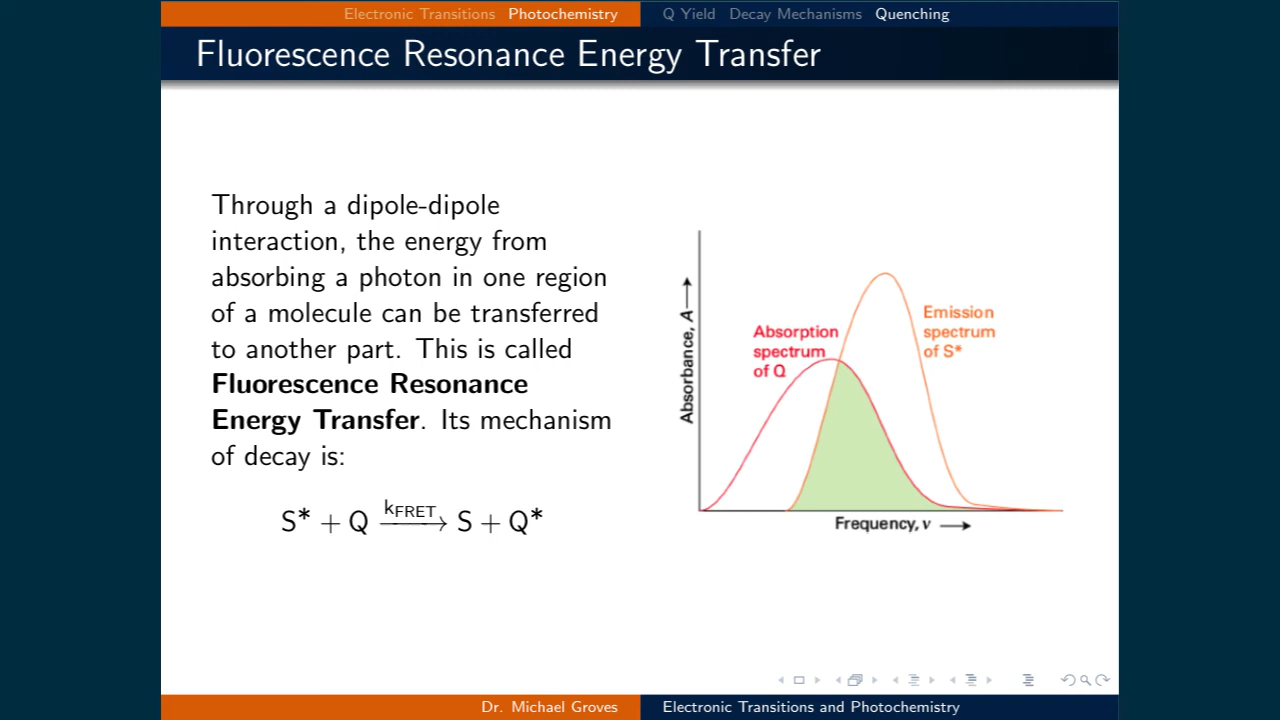 Electronic Transitions Photochemistry Q Yield Decay Mechanisms Quenching
Fluorescence Resonance Energy Transfer
Through a dipole-dipole
interaction, the energy from
absorbing a photon in one region
of a molecule can be transferred
to another part. This is called
Fluorescence Resonance
Energy Transfer. Its mechanism
of decay is:
S* + Q kFRET⟶ S + Q*
Absorbance, A
Absorption
spectrum
of Q
Emission
spectrum
of S*
Frequency, ν
Dr. Michael Groves Electronic Transitions and Photochemistry